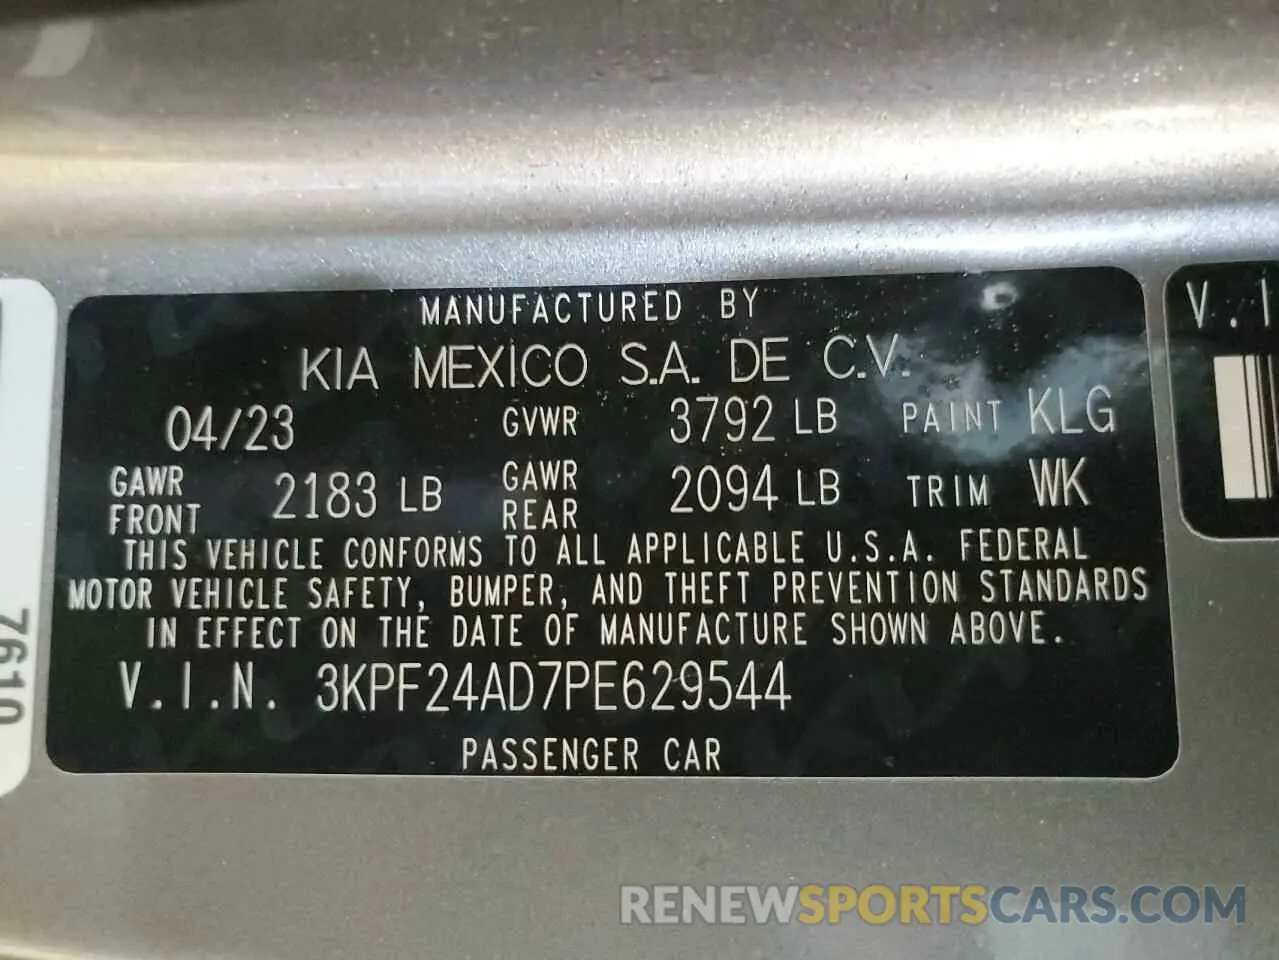 MANUFACTURED BY
KIA MEXICO S.A. DE C.V.
04/23 GVWR 3792 LB PAINT KLG
GAWR FRONT 2183 LB GAWR REAR 2094 LB TRIM WK
THIS VEHICLE CONFORMS TO ALL APPLICABLE U.S.A. FEDERAL
MOTOR VEHICLE SAFETY, BUMPER, AND THEFT PREVENTION STANDARDS
IN EFFECT ON THE DATE OF MANUFACTURE SHOWN ABOVE.
V.I.N. 3KPF24AD7PE629544
PASSENGER CAR
V.I
7610
RENEWSPORTSCARS.COM